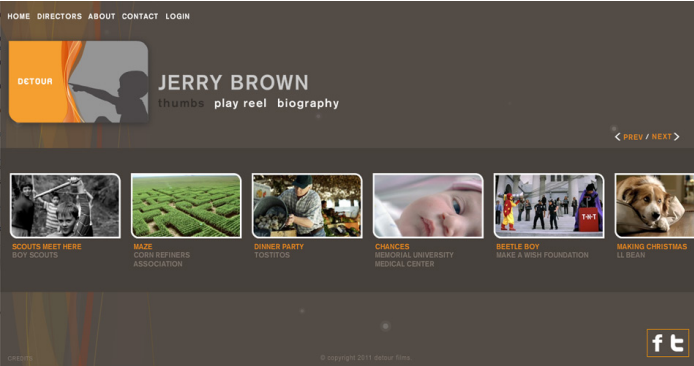 HOME DIRECTORS ABOUT CONTACT LOGIN
DETOUR
JERRY BROWN
thumbs play reel biography
PREV / NEXT
SCOUTS MEET HERE
BOY SCOUTS
MAZE
CORN REFINERS
ASSOCIATION
DINNER PARTY
TOSTITOS
CHANCES
MEMORIAL UNIVERSITY
MEDICAL CENTER
BEETLE BOY
MAKE A WISH FOUNDATION
MAKING CHRISTMAS
LL BEAN
f t
credits
© copyright 2011 detour films